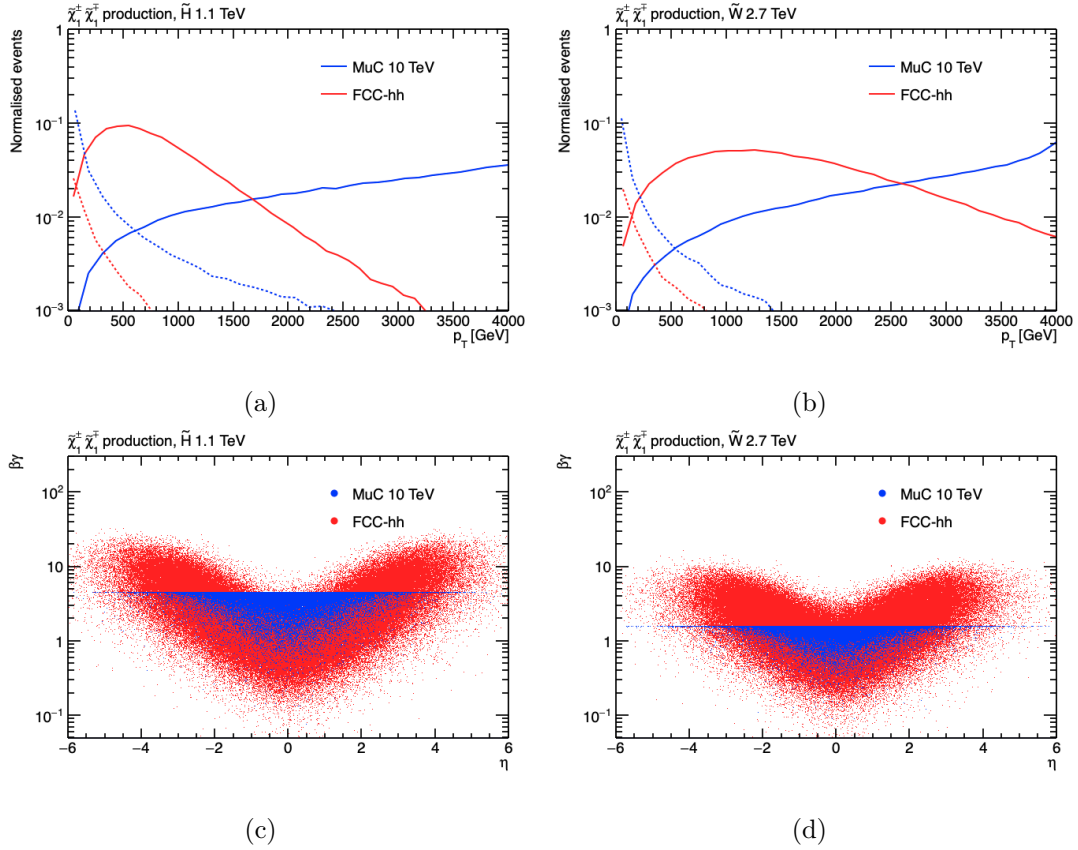 χ̃₁± χ̃₁∓ production, H̃ 1.1 TeV
Normalised events
1
10⁻¹
10⁻²
10⁻³
MuC 10 TeV
FCC-hh
0 500 1000 1500 2000 2500 3000 3500 4000
p_T [GeV]
(a)
χ̃₁± χ̃₁∓ production, W̃ 2.7 TeV
Normalised events
1
10⁻¹
10⁻²
10⁻³
MuC 10 TeV
FCC-hh
0 500 1000 1500 2000 2500 3000 3500 4000
p_T [GeV]
(b)
χ̃₁± χ̃₁∓ production, H̃ 1.1 TeV
βγ
10²
10
1
10⁻¹
MuC 10 TeV
FCC-hh
−6 −4 −2 0 2 4 6
η
(c)
χ̃₁± χ̃₁∓ production, W̃ 2.7 TeV
βγ
10²
10
1
10⁻¹
MuC 10 TeV
FCC-hh
−6 −4 −2 0 2 4 6
η
(d)